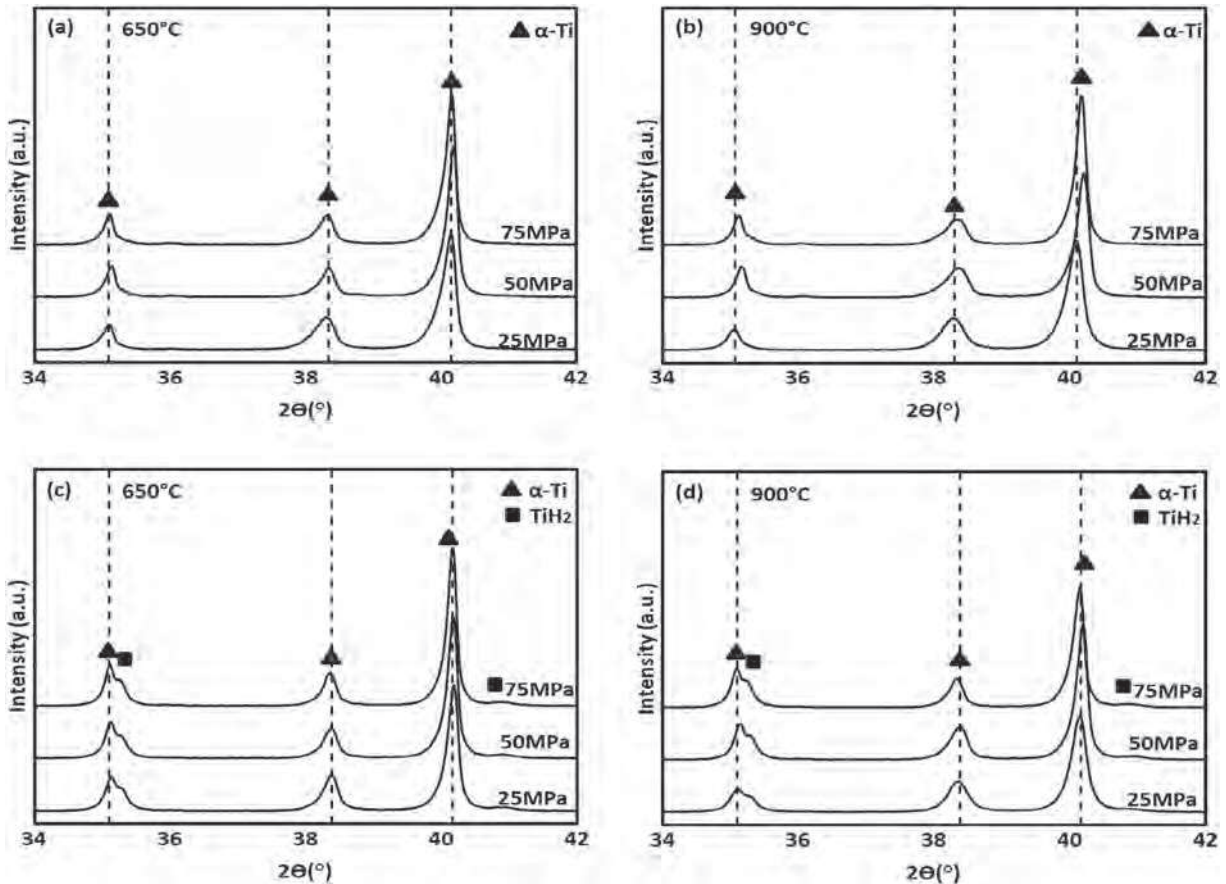 (a) 650°C ▲ α-Ti
Intensity (a.u.)
75MPa
50MPa
25MPa
34 36 38 40 42
2Θ(°)
(b) 900°C ▲ α-Ti
Intensity (a.u.)
75MPa
50MPa
25MPa
34 36 38 40 42
2Θ(°)
(c) 650°C ▲ α-Ti
■ TiH₂
Intensity (a.u.)
75MPa
50MPa
25MPa
34 36 38 40 42
2Θ(°)
(d) 900°C ▲ α-Ti
■ TiH₂
Intensity (a.u.)
75MPa
50MPa
25MPa
34 36 38 40 42
2Θ(°)